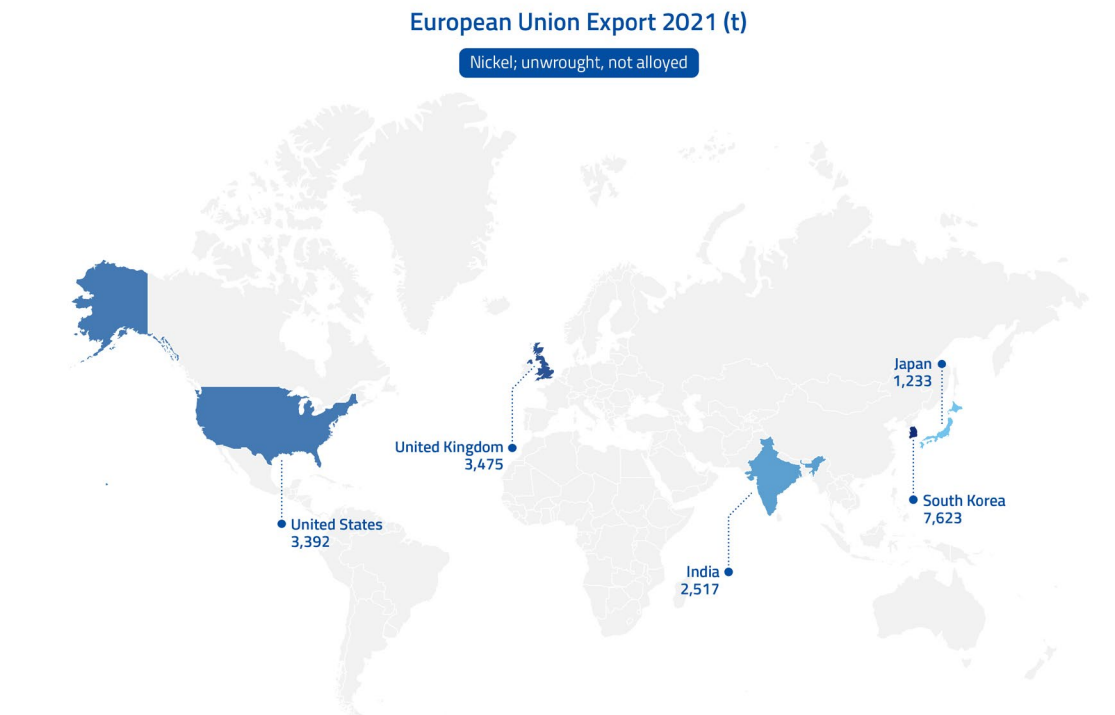 European Union Export 2021 (t)
Nickel; unwrought, not alloyed
Japan
1,233
United Kingdom
3,475
South Korea
7,623
United States
3,392
India
2,517